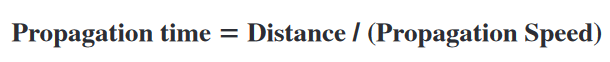 Propagation time = Distance / (Propagation Speed)